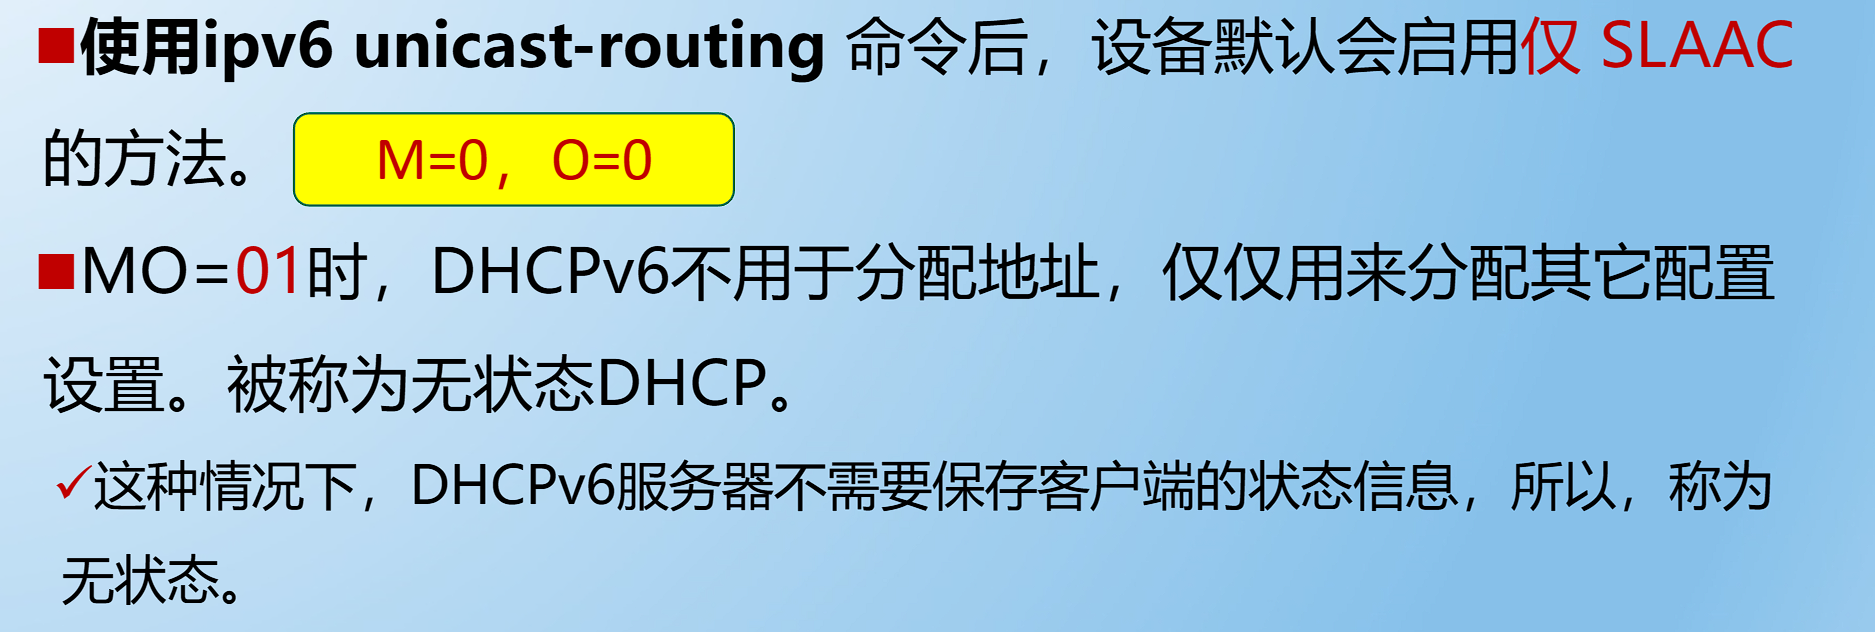 ■使用ipv6 unicast-routing 命令后，设备默认会启用仅 SLAAC
的方法。 M=0，O=0
■MO=01时，DHCPv6不用于分配地址，仅仅用来分配其它配置
设置。被称为无状态DHCP。
✓这种情况下，DHCPv6服务器不需要保存客户端的状态信息，所以，称为
无状态。